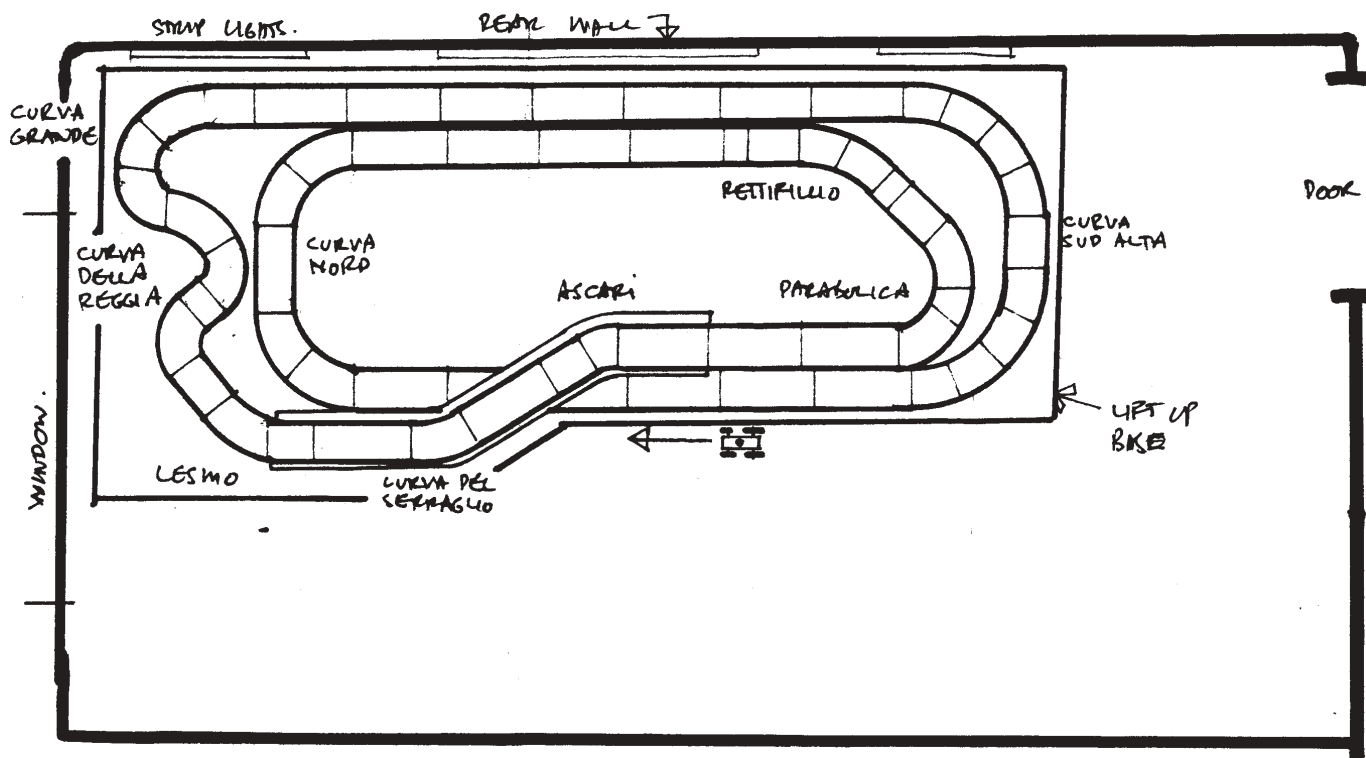 STRIP LIGHTS.
REAR WALL
CURVA
GRANDE
DOOR
RETTIFILLIO
CURVA
SUD ALTA
CURVA
NORD
CURVA
DELLA
REGGIA
ASCARI
PARABOLICA
WINDOW.
LIFT UP
BASE
LESMO
CURVA DEL
SERRAGLIO